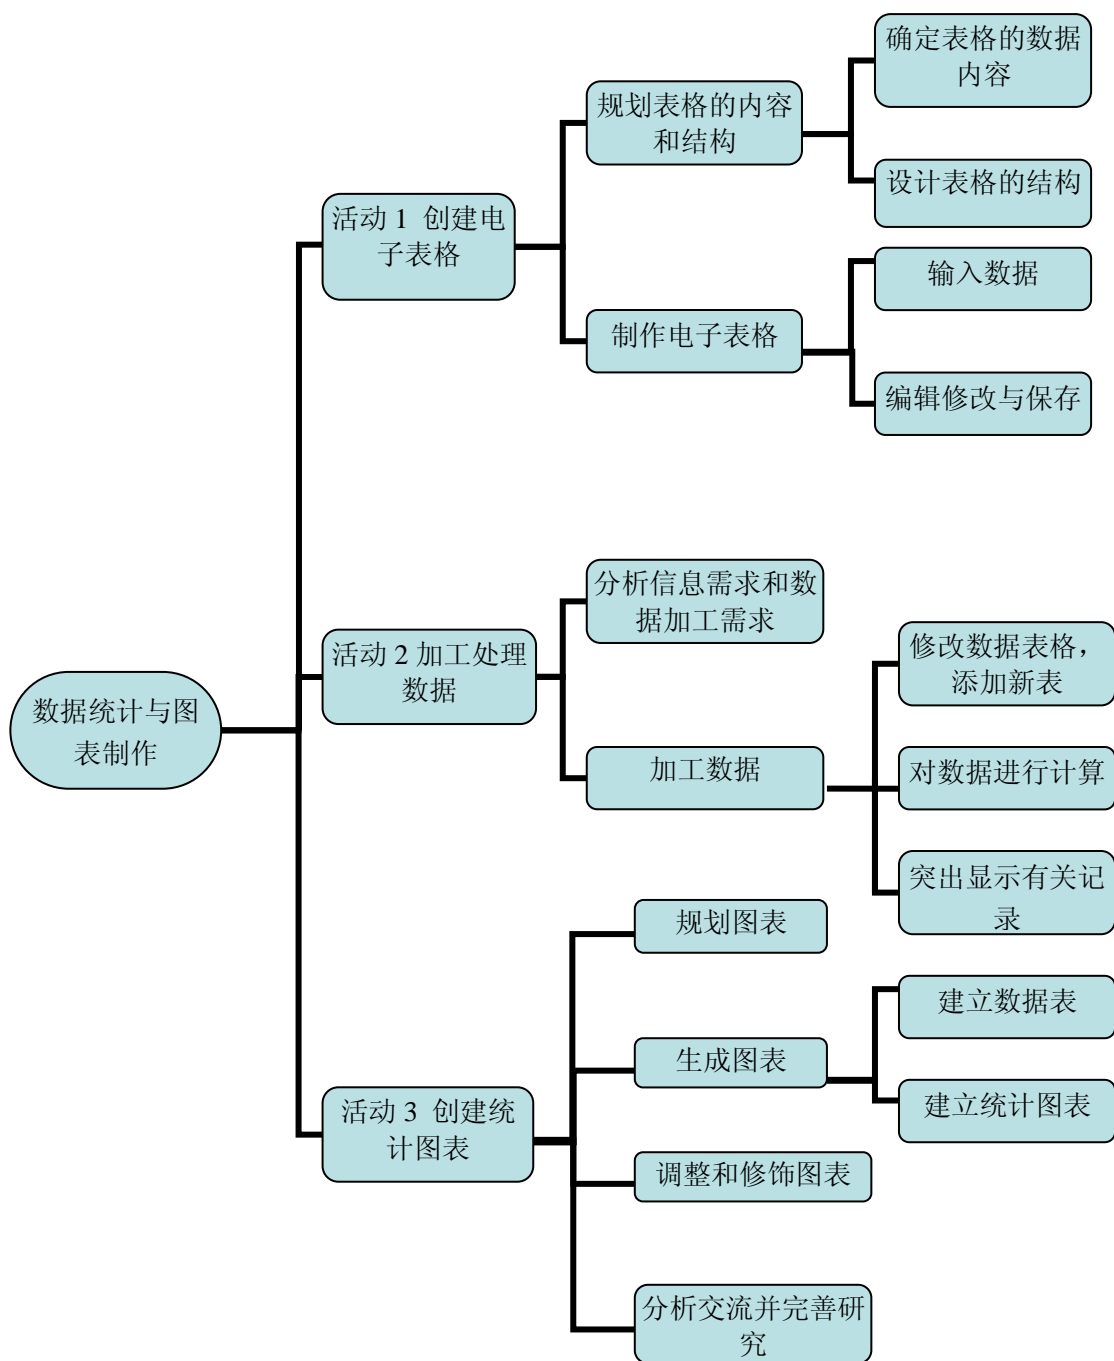 确定表格的数据
内容
规划表格的内容
和结构
设计表格的结构
活动 1  创建电
子表格
输入数据
制作电子表格
编辑修改与保存
分析信息需求和数
据加工需求
修改数据表格，
添加新表
活动 2 加工处理
数据
数据统计与图
表制作
加工数据
对数据进行计算
突出显示有关记
录
规划图表
建立数据表
生成图表
建立统计图表
活动 3  创建统
计图表
调整和修饰图表
分析交流并完善研
究